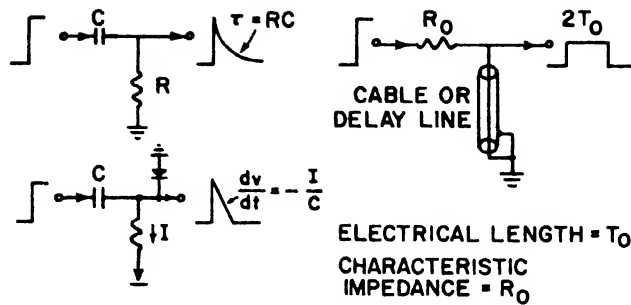 C
τ = RC
R
C
dv/dt = - I/C
I
R₀
2T₀
CABLE OR
DELAY LINE
ELECTRICAL LENGTH = T₀
CHARACTERISTIC
IMPEDANCE = R₀